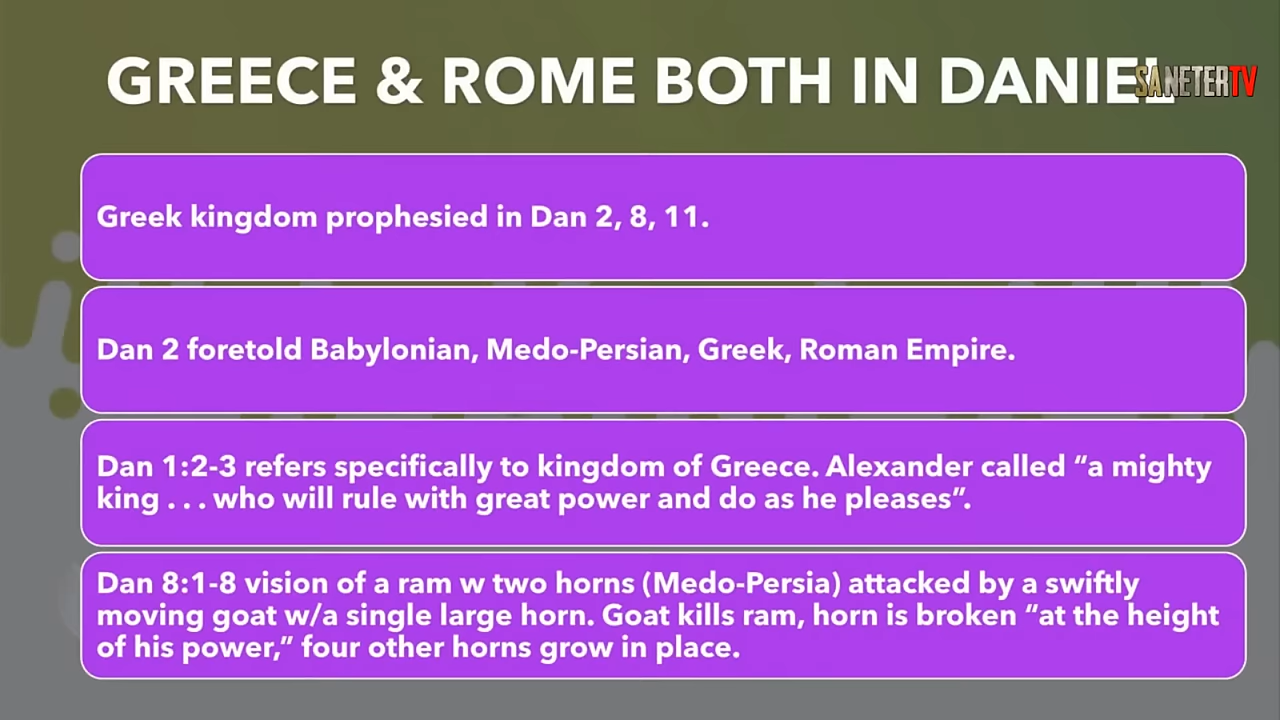 GREECE & ROME BOTH IN DANIEL
SANETERTV
Greek kingdom prophesied in Dan 2, 8, 11.
Dan 2 foretold Babylonian, Medo-Persian, Greek, Roman Empire.
Dan 1:2-3 refers specifically to kingdom of Greece. Alexander called “a mighty
king . . . who will rule with great power and do as he pleases”.
Dan 8:1-8 vision of a ram w two horns (Medo-Persia) attacked by a swiftly
moving goat w/a single large horn. Goat kills ram, horn is broken “at the height
of his power,” four other horns grow in place.